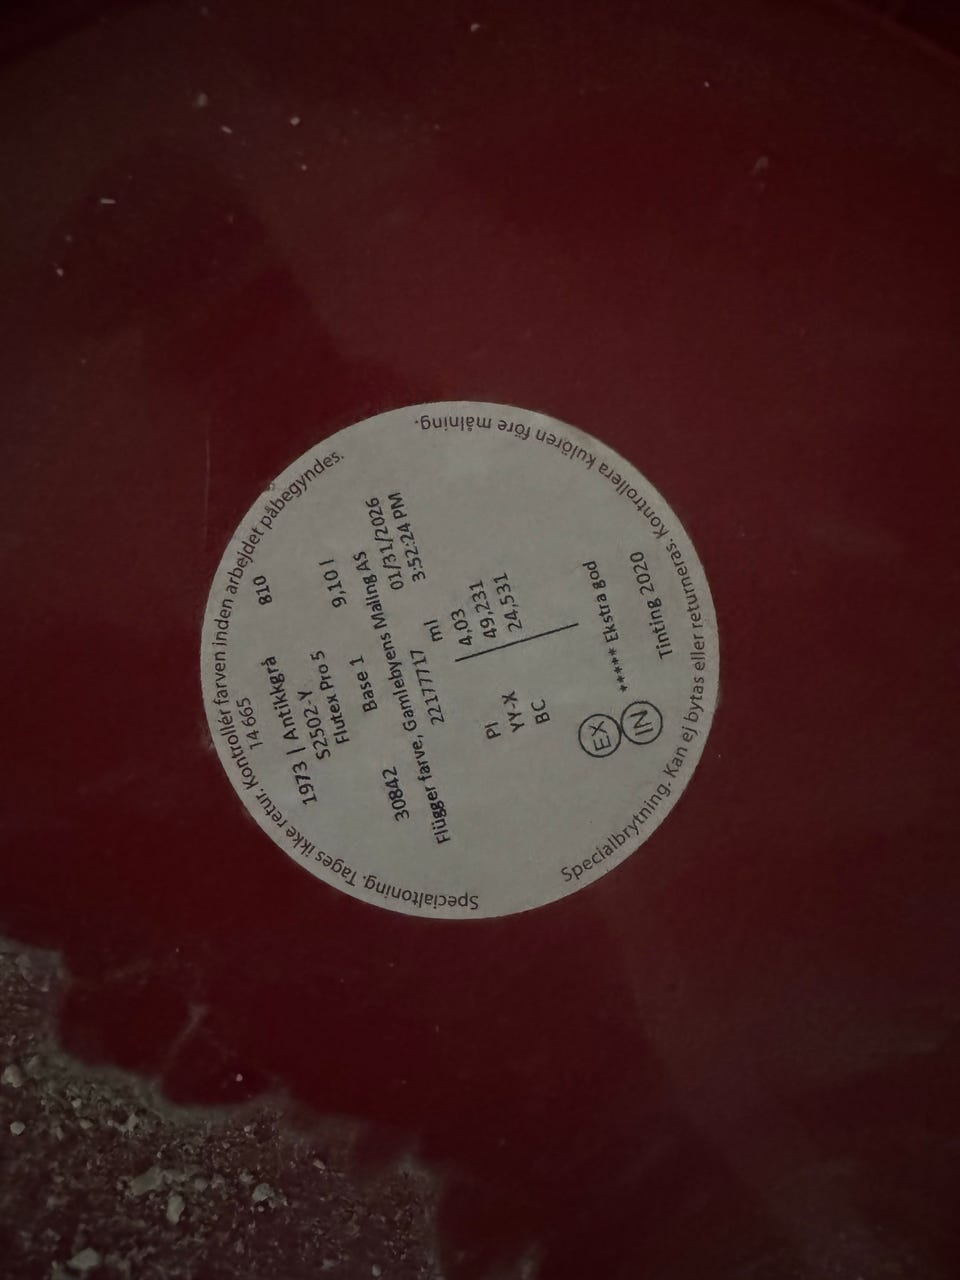 Specialtoning. Tages ikke retur. Kontrollér farven inden arbejdet påbegyndes.
14665 810
1973 | Antikkgrå
S2502-Y
Flutex Pro 5 9,10 l
Base 1
30842 01/31/2026
Flügger farve, Gamlebyens Maling AS 3:52:24 PM
22177717
ml
PI 4,03
YY-X 49,231
BC 24,531
EX ***** Ekstra god
IN
Tinting 2020
Specialbrytning. Kan ej bytas eller returneras. Kontrollera kulören före målning.